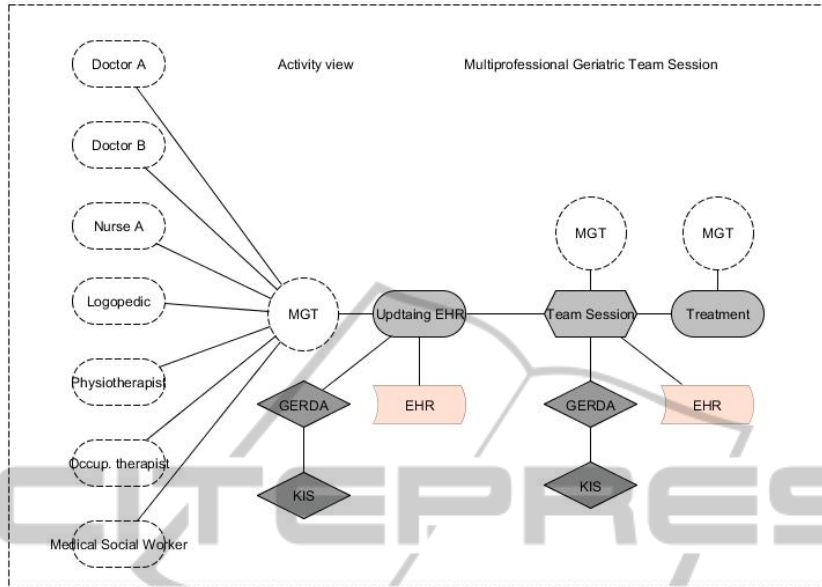 Doctor A
Activity view
Multiprofessional Geriatric Team Session
Doctor B
Nurse A
MGT
MGT
Logopedic
MGT
Updtaing EHR
Team Session
Treatment
Physiotherapist
GERDA
EHR
GERDA
EHR
Occup. therapist
KIS
KIS
Medical Social Worker
CITEPRES